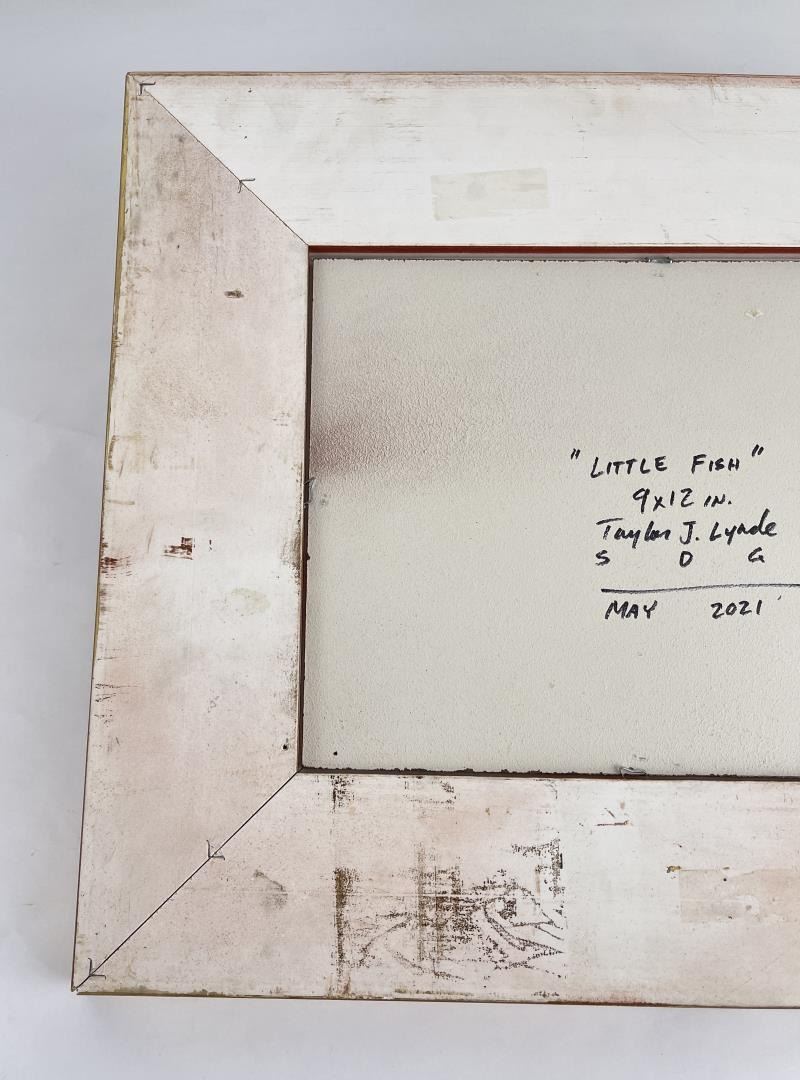 "LITTLE FISH"
9x12 IN.
Taylor J. Lynde
S D G
MAY 2021